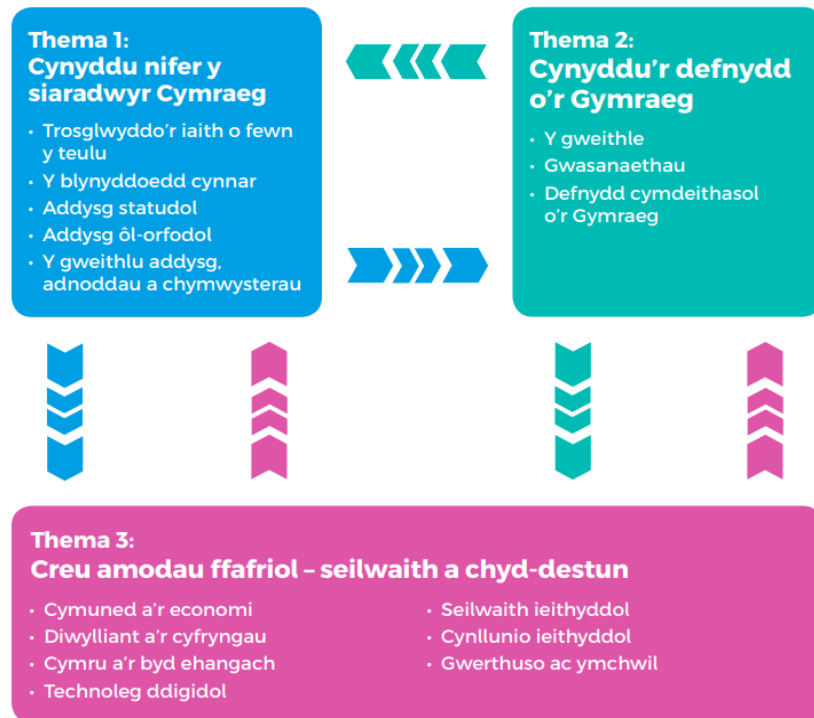 Thema 1:
Cynyddu nifer y
siaradwyr Cymraeg
• Trosglwyddo'r iaith o fewn
y teulu
• Y blynyddoedd cynnar
• Addysg statudol
• Addysg ôl-orfodol
• Y gweithlu addysg,
adnoddau a chymwysterau
Thema 2:
Cynyddu'r defnydd
o'r Gymraeg
• Y gweithle
• Gwasanaethau
• Defnydd cymdeithasol
o'r Gymraeg
Thema 3:
Creu amodau ffafriol – seilwaith a chyd-destun
• Cymuned a'r economi
• Diwylliant a'r cyfryngau
• Cymru a'r byd ehangach
• Technoleg ddigidol
• Seilwaith ieithyddol
• Cynllunio ieithyddol
• Gwerthuso ac ymchwil